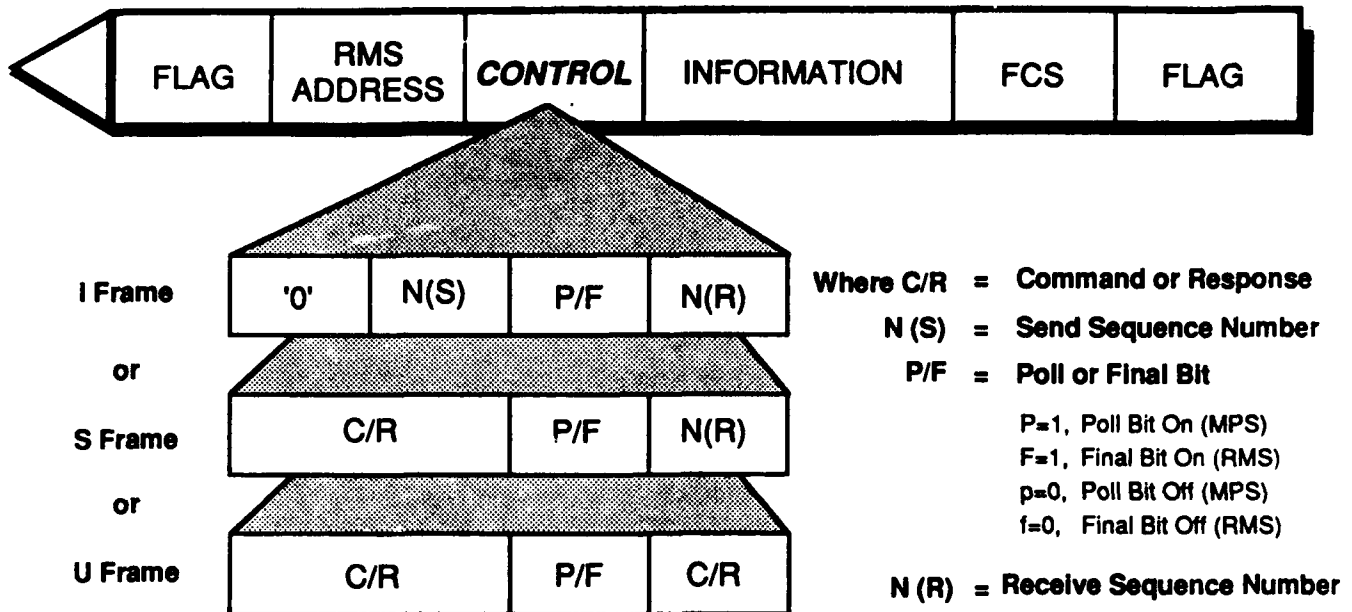 FLAG RMS ADDRESS CONTROL INFORMATION FCS FLAG
I Frame '0' N(S) P/F N(R)
or
S Frame C/R P/F N(R)
or
U Frame C/R P/F C/R
Where C/R = Command or Response
N (S) = Send Sequence Number
P/F = Poll or Final Bit
P=1, Poll Bit On (MPS)
F=1, Final Bit On (RMS)
p=0, Poll Bit Off (MPS)
f=0, Final Bit Off (RMS)
N (R) = Receive Sequence Number